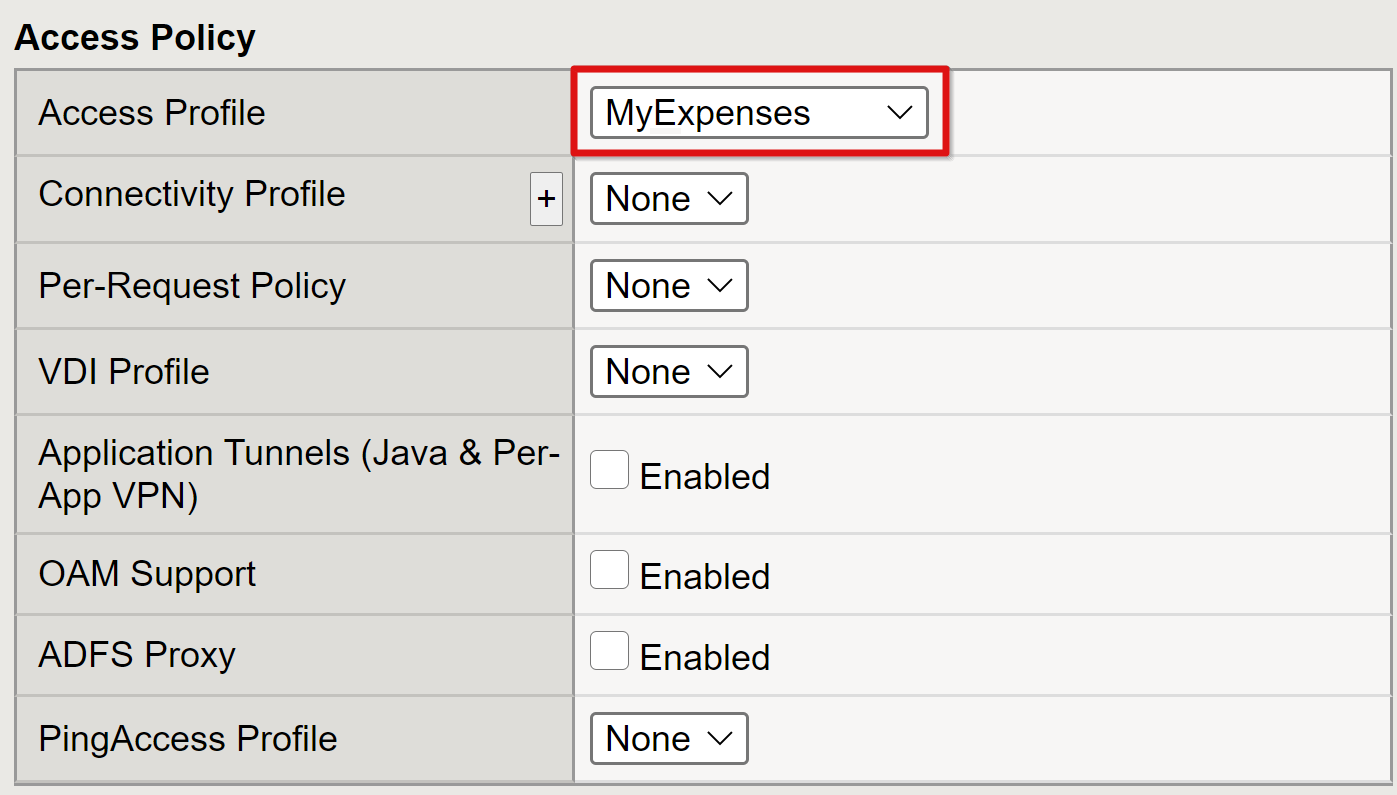 Access Policy
Access Profile
MyExpenses
Connectivity Profile
+
None
Per-Request Policy
None
VDI Profile
None
Application Tunnels (Java & Per-
App VPN)
Enabled
OAM Support
Enabled
ADFS Proxy
Enabled
PingAccess Profile
None